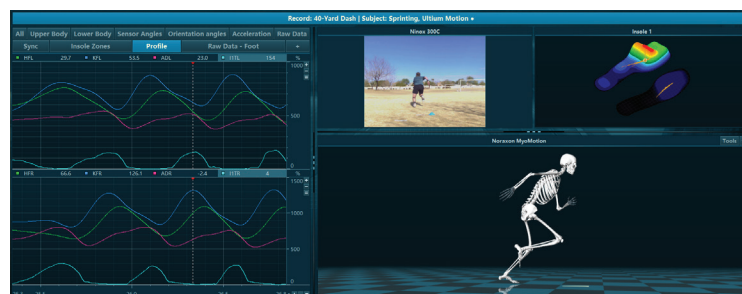 Record: 40-Yard Dash | Subject: Sprinting, Ultium Motion
All Upper Body Lower Body Sensor Angles Orientation angles Acceleration Raw Data
Sync Insole Zones Profile Raw Data - Foot
HFL 29.7 KFL 53.5 ADL 23.0 154 %
1000
500
0
HFR 66.6 KFR 126.1 ADR -2.4 4 %
1500
1000
500
0
Ninox 300C
Insole 1
Noraxon MyoMotion
Tools